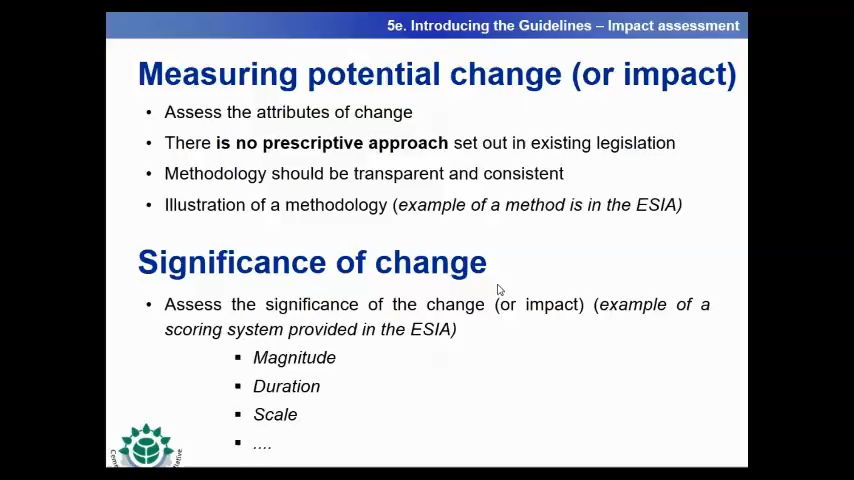 5e. Introducing the Guidelines – Impact assessment
Measuring potential change (or impact)
• Assess the attributes of change
• There is no prescriptive approach set out in existing legislation
• Methodology should be transparent and consistent
• Illustration of a methodology (example of a method is in the ESIA)
Significance of change
• Assess the significance of the change (or impact) (example of a
scoring system provided in the ESIA)
▪ Magnitude
▪ Duration
▪ Scale
▪ ....